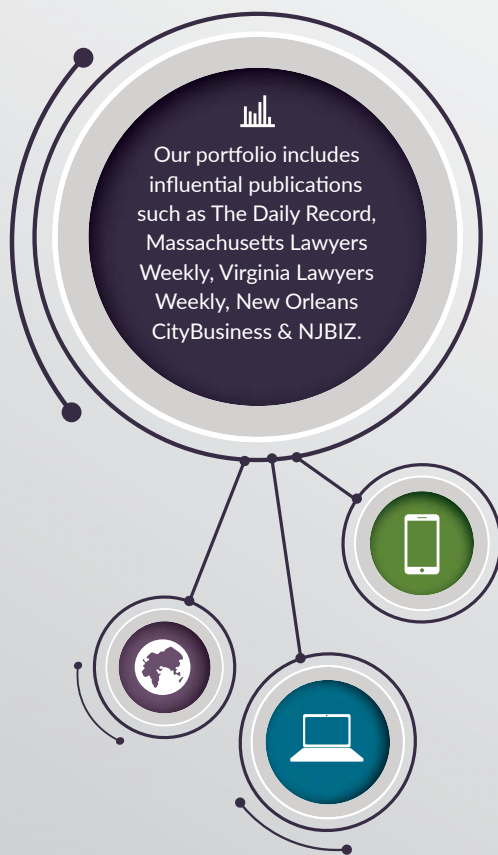 Our portfolio includes
influential publications
such as The Daily Record,
Massachusetts Lawyers
Weekly, Virginia Lawyers
Weekly, New Orleans
CityBusiness & NJBIZ.